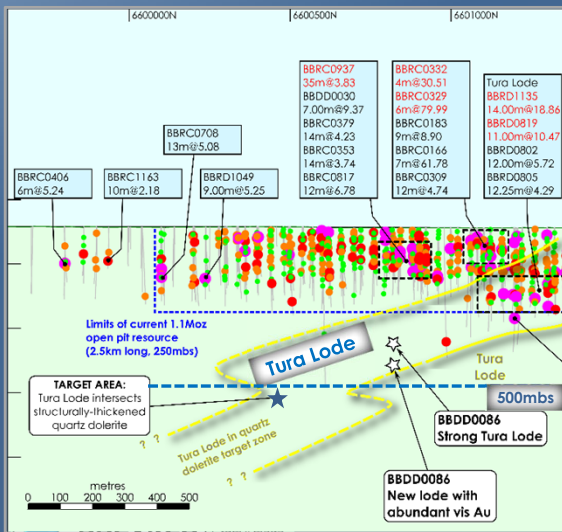 6600000N
6600500N
6601000N
BBRC0937
35m@3.83
BBDD0030
7.00m@9.37
BBRC0379
14m@4.23
BBRC0353
14m@3.74
BBRC0817
12m@6.78
BBRC0332
4m@30.51
BBRC0329
6m@79.99
BBRC0183
9m@8.90
BBRC0166
7m@61.78
BBRC0309
12m@4.74
Tura Lode
BBRD1135
14.00m@18.86
BBRD0819
11.00m@10.47
BBRD0802
12.00m@5.72
BBRD0805
12.25m@4.29
BBRC0708
13m@5.08
BBRC0406
6m@5.24
BBRC1163
10m@2.18
BBRD1049
9.00m@5.25
Limits of current 1.1Moz
open pit resource
(2.5km long, 250mbs)
Tura Lode
Tura
Lode
TARGET AREA:
Tura Lode intersects
structurally-thickened
quartz dolerite
500mbs
BBDD0086
Strong Tura Lode
? ?
Tura Lode in quartz
dolerite target zone
? ?
BBDD0086
New lode with
abundant vis Au
metres
0 100 200 300 400 500